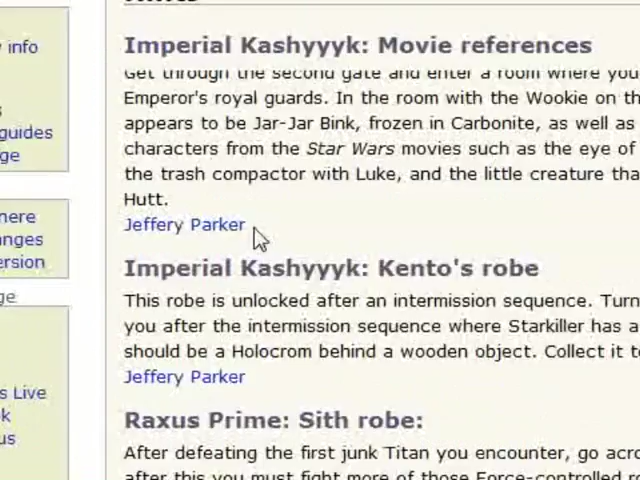 Imperial Kashyyyk: Movie references
info
Get through the second gate and enter a room where you
Emperor's royal guards. In the room with the Wookie on th
appears to be Jar-Jar Bink, frozen in Carbonite, as well as
guides
characters from the Star Wars movies such as the eye of
ge
the trash compactor with Luke, and the little creature tha
Hutt.
here
Jeffery Parker
anges
ersion
Imperial Kashyyyk: Kento's robe
ge
This robe is unlocked after an intermission sequence. Turn
you after the intermission sequence where Starkiller has a
should be a Holocrom behind a wooden object. Collect it t
Jeffery Parker
s Live
k
Raxus Prime: Sith robe:
us
After defeating the first junk Titan you encounter, go acro
after this you must fight more of those Force-controlled r